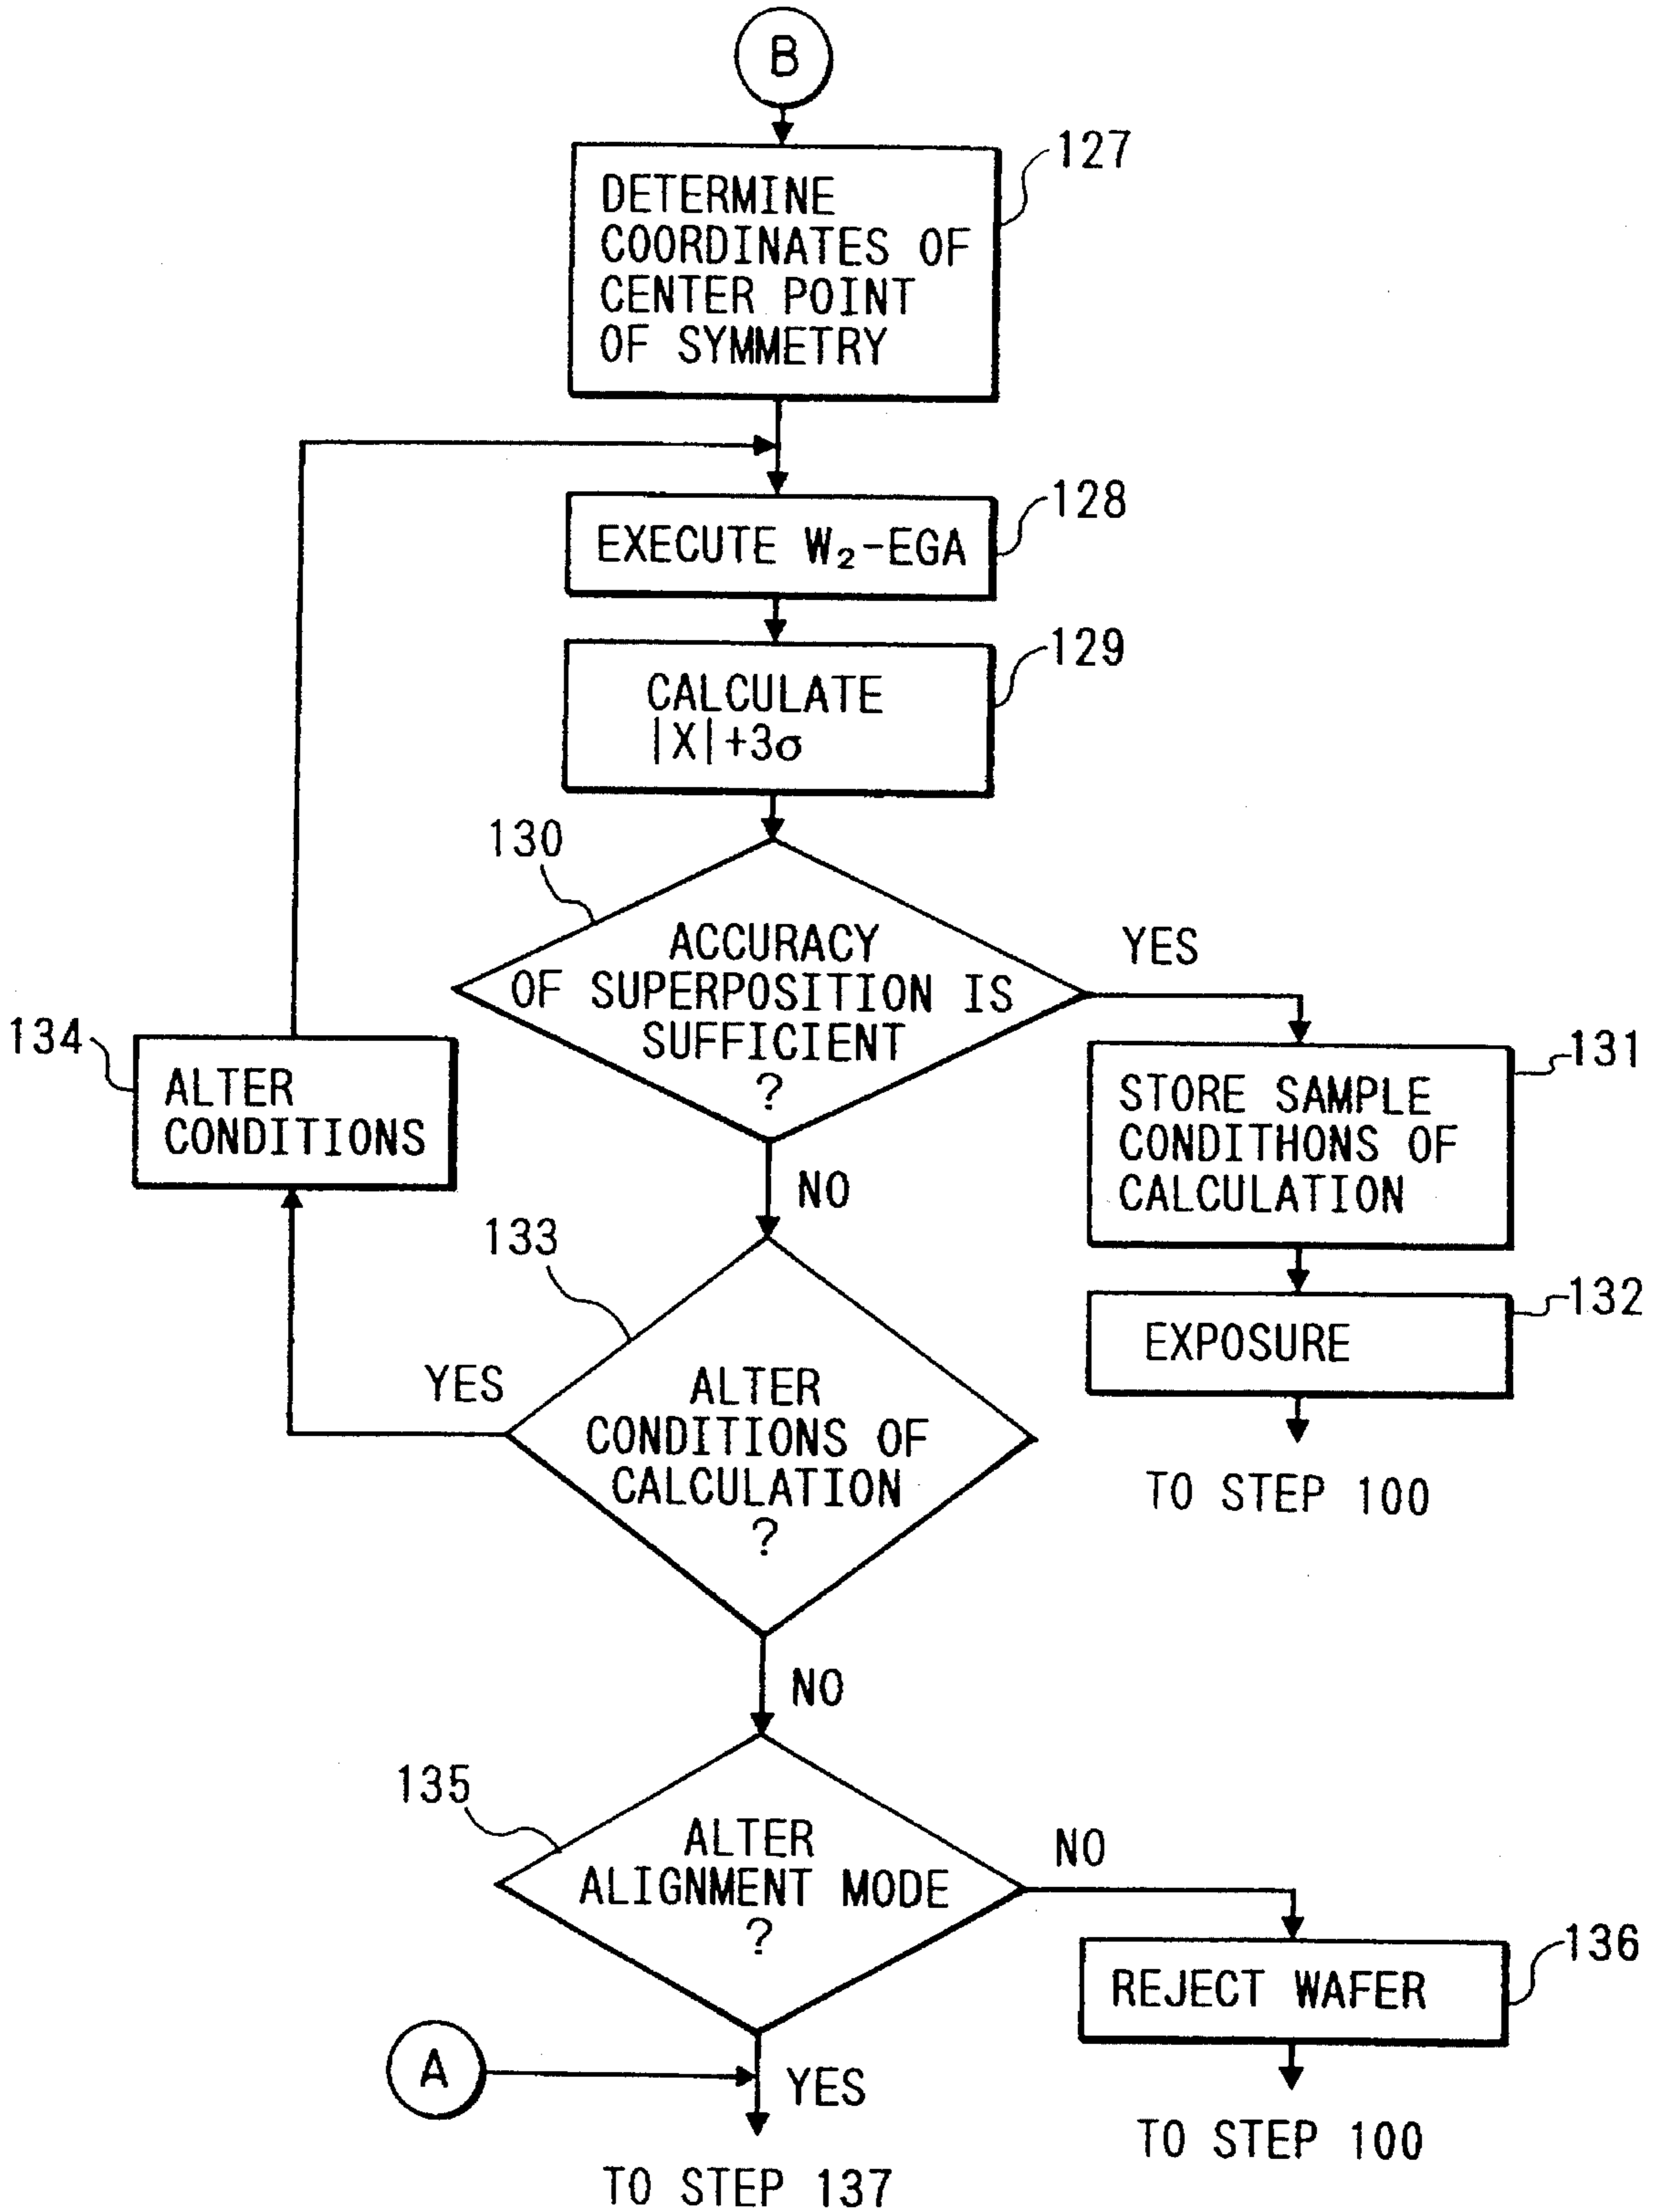 B
127
DETERMINE
COORDINATES OF
CENTER POINT
OF SYMMETRY
128
EXECUTE W₂-EGA
129
CALCULATE
|X|+3σ
130
ACCURACY
OF SUPERPOSITION IS
SUFFICIENT
?
YES
NO
131
STORE SAMPLE
CONDITHONS OF
CALCULATION
132
EXPOSURE
TO STEP 100
134
ALTER
CONDITIONS
133
YES
ALTER
CONDITIONS OF
CALCULATION
?
NO
135
ALTER
ALIGNMENT MODE
?
NO
136
REJECT WAFER
TO STEP 100
A
YES
TO STEP 137